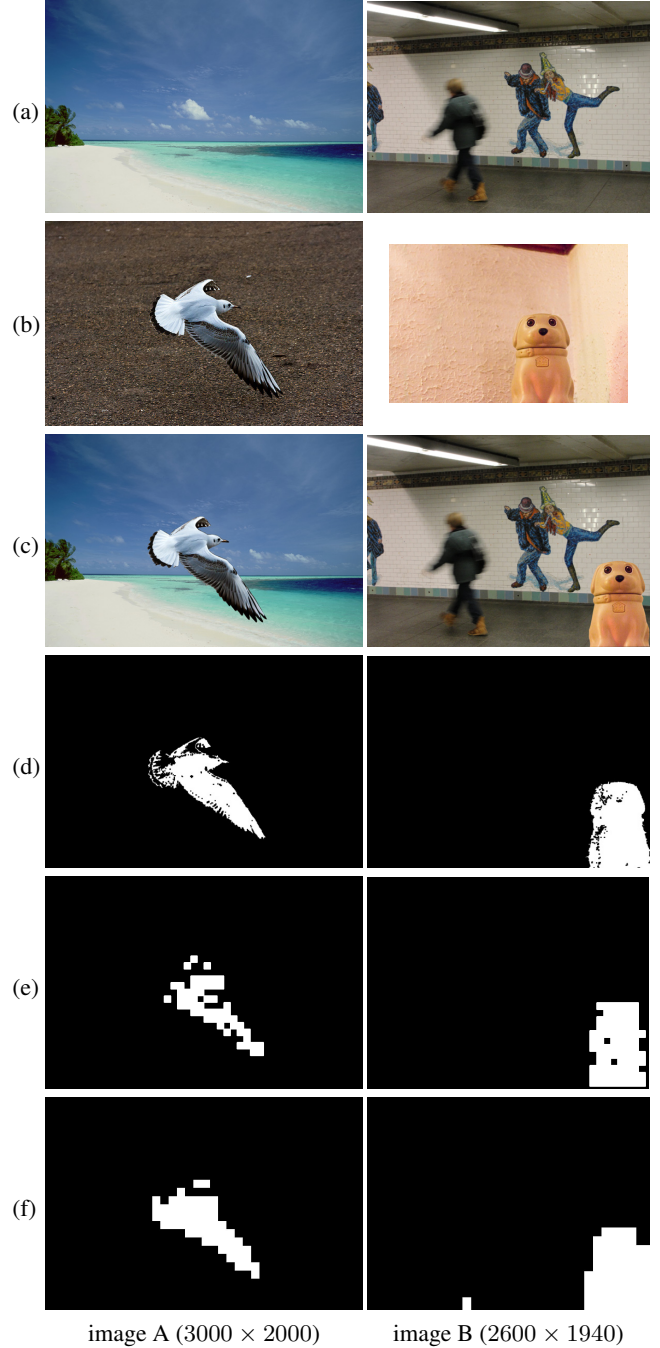 (a)
(b)
(c)
(d)
(e)
(f)
image A (3000 × 2000)
image B (2600 × 1940)